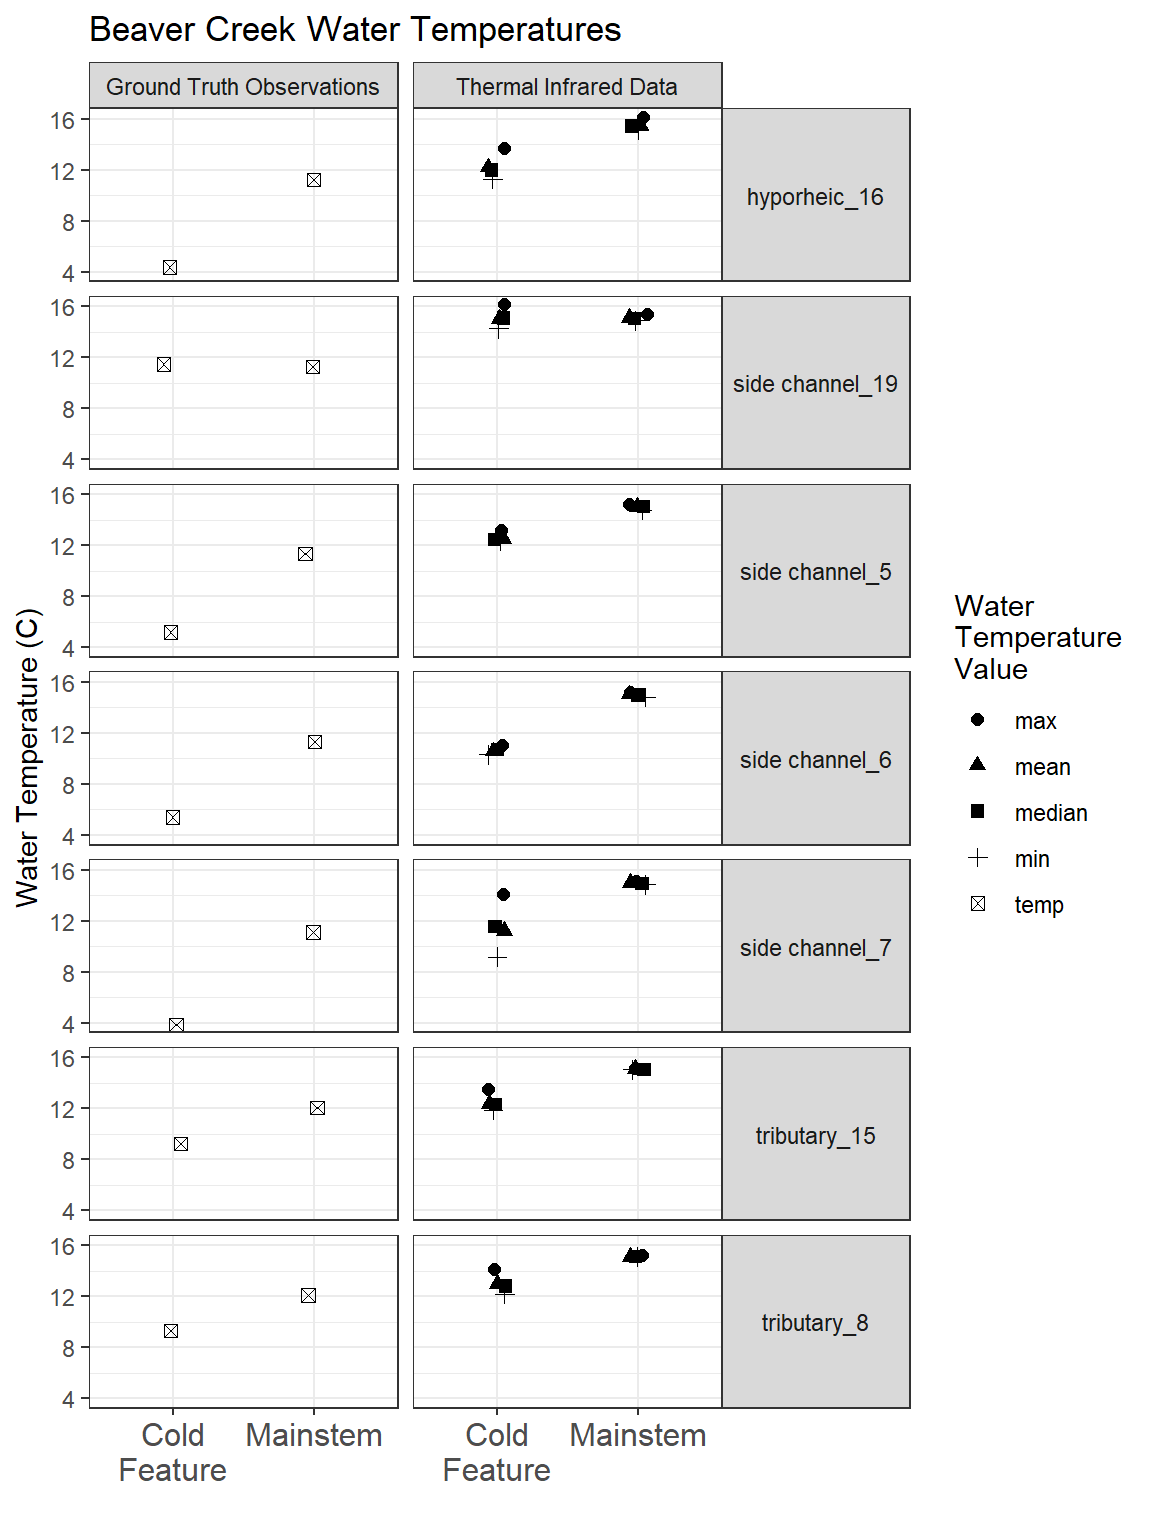 Beaver Creek Water Temperatures
Ground Truth Observations
Thermal Infrared Data
Water Temperature (C)
16
12
8
4
hyporheic_16
16
12
8
4
side channel_19
16
12
8
4
side channel_5
16
12
8
4
side channel_6
16
12
8
4
side channel_7
16
12
8
4
tributary_15
16
12
8
4
tributary_8
Cold
Feature
Mainstem
Cold
Feature
Mainstem
Water
Temperature
Value
max
mean
median
min
temp